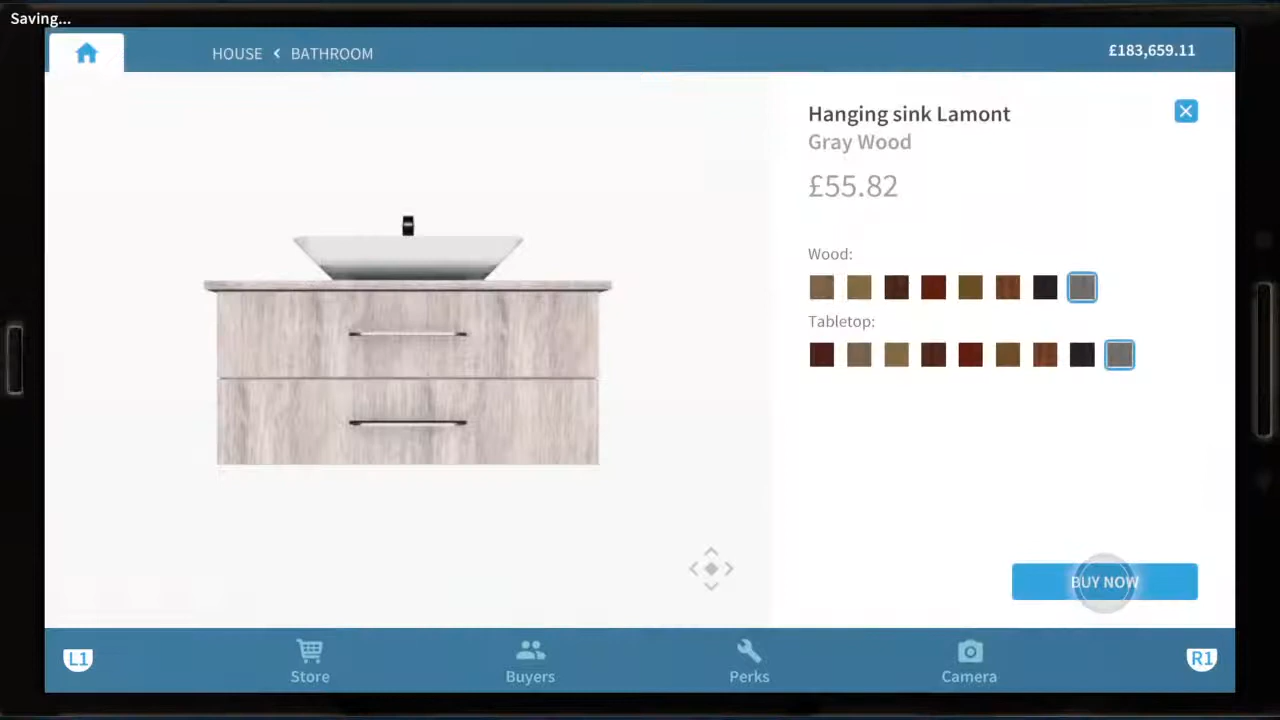 Saving...
HOUSE < BATHROOM
£183,659.11
Hanging sink Lamont
Gray Wood
£55.82
Wood:
Tabletop:
BUY NOW
L1
Store
Buyers
Perks
Camera
R1